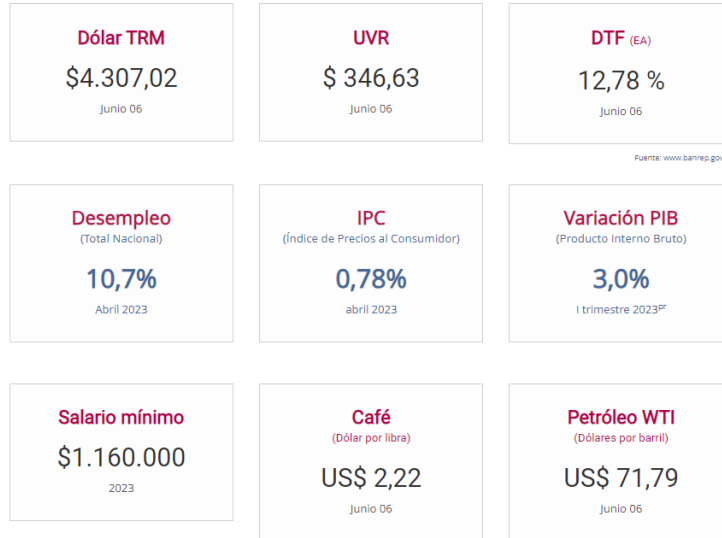 Dólar TRM
$4.307,02
Junio 06
UVR
$ 346,63
Junio 06
DTF (EA)
12,78 %
Junio 06
Fuente: www.banrep.gov
Desempleo
(Total Nacional)
10,7%
Abril 2023
IPC
(Índice de Precios al Consumidor)
0,78%
abril 2023
Variación PIB
(Producto Interno Bruto)
3,0%
I trimestre 2023ᵖʳ
Salario mínimo
$1.160.000
2023
Café
(Dólar por libra)
US$ 2,22
Junio 06
Petróleo WTI
(Dólares por barril)
US$ 71,79
Junio 06